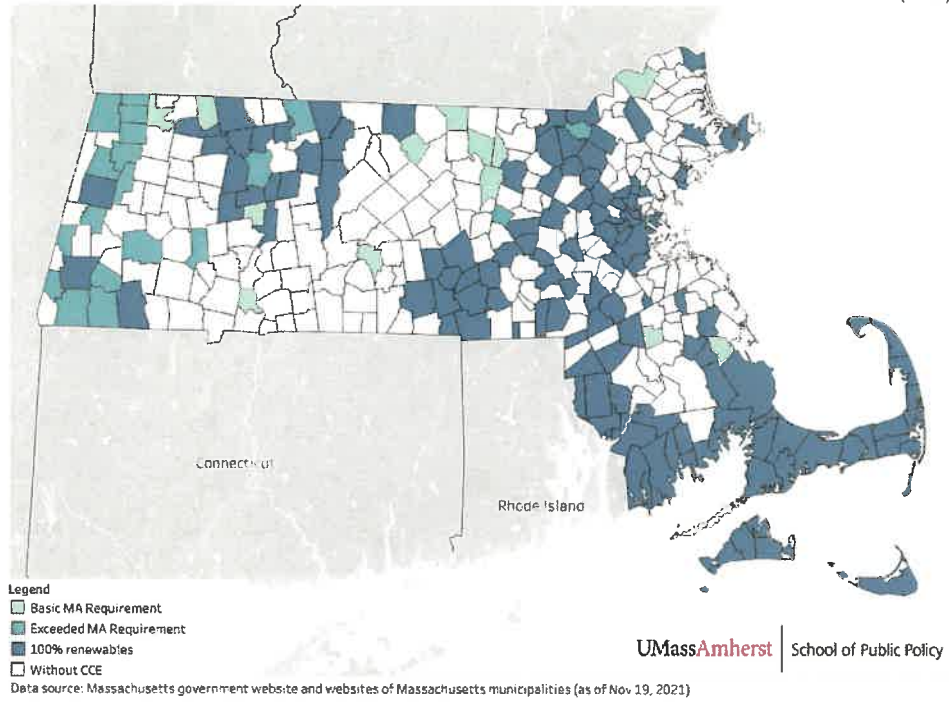 Connecticut
Rhode Island
Legend
Basic MA Requirement
Exceeded MA Requirement
100% renewables
Without CCE
UMassAmherst | School of Public Policy
Data source: Massachusetts government website and websites of Massachusetts municipalities (as of Nov 19, 2021)